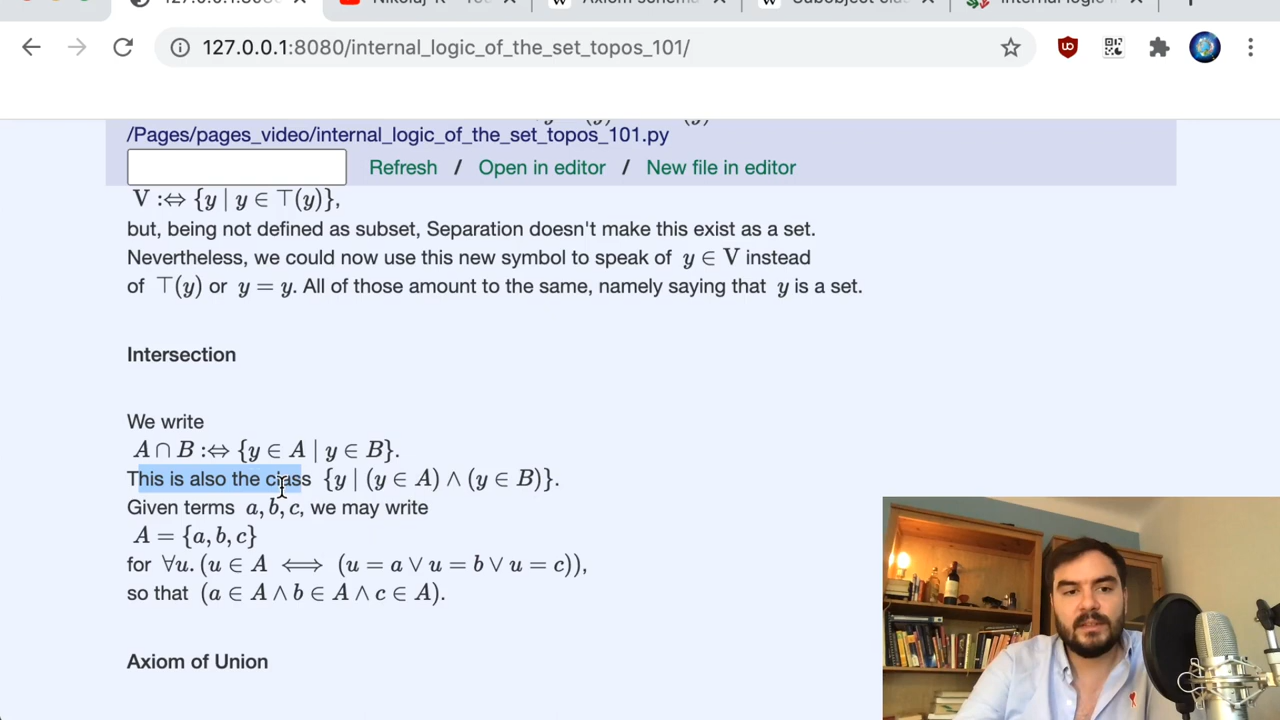 127.0.0.1:8080/internal_logic_of_the_set_topos_101/
/Pages/pages_video/internal_logic_of_the_set_topos_101.py
Refresh / Open in editor / New file in editor
V :⇔ {y | y ∈ ⊤(y)},
but, being not defined as subset, Separation doesn't make this exist as a set.
Nevertheless, we could now use this new symbol to speak of y ∈ V instead
of ⊤(y) or y = y. All of those amount to the same, namely saying that y is a set.
Intersection
We write
A ∩ B :⇔ {y ∈ A | y ∈ B}.
This is also the class {y | (y ∈ A) ∧ (y ∈ B)}.
Given terms a, b, c, we may write
A = {a, b, c}
for ∀u. (u ∈ A ⟺ (u = a ∨ u = b ∨ u = c)),
so that (a ∈ A ∧ b ∈ A ∧ c ∈ A).
Axiom of Union